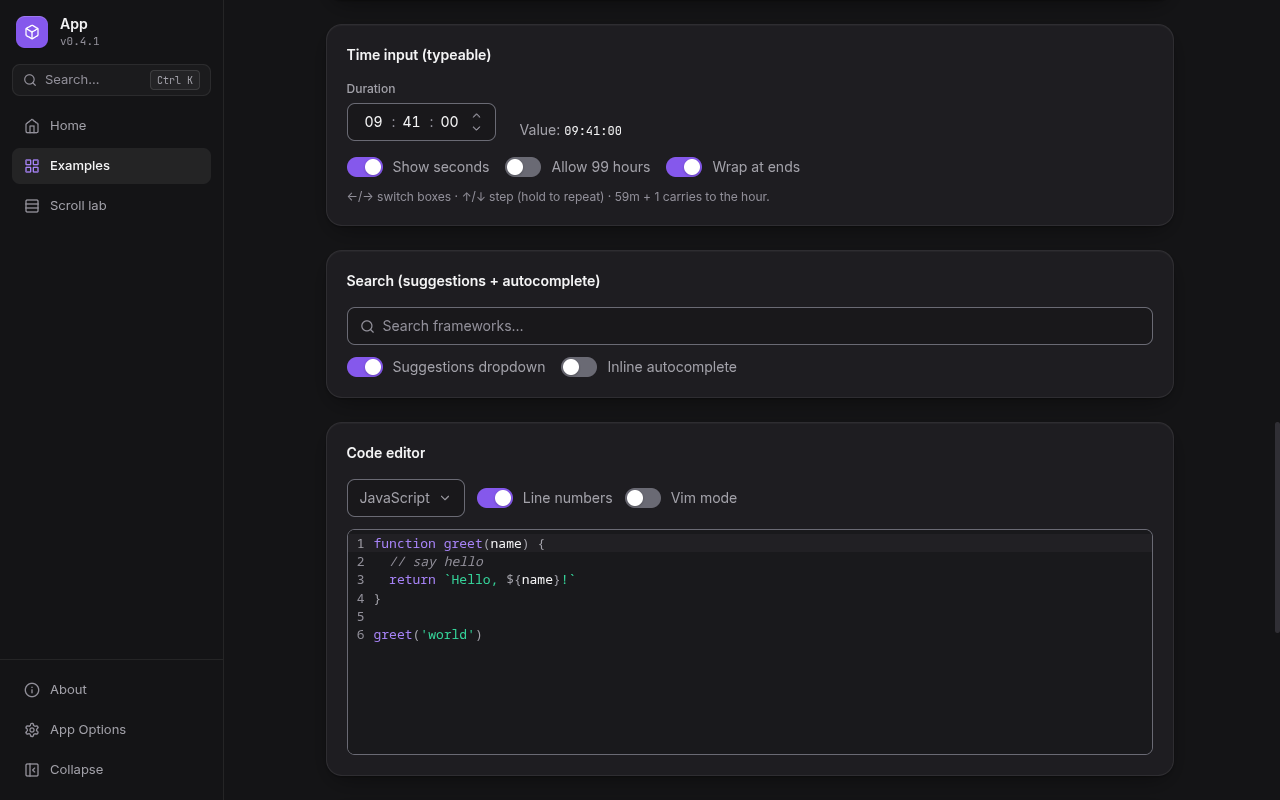 App
v0.4.1
Search...
Ctrl K
Home
Examples
Scroll lab
About
App Options
Collapse
Time input (typeable)
Duration
09 : 41 : 00
Value: 09:41:00
Show seconds
Allow 99 hours
Wrap at ends
←/→ switch boxes · ↑/↓ step (hold to repeat) · 59m + 1 carries to the hour.
Search (suggestions + autocomplete)
Search frameworks...
Suggestions dropdown
Inline autocomplete
Code editor
JavaScript
Line numbers
Vim mode
1 function greet(name) {
2   // say hello
3   return `Hello, ${name}!`
4 }
5
6 greet('world')